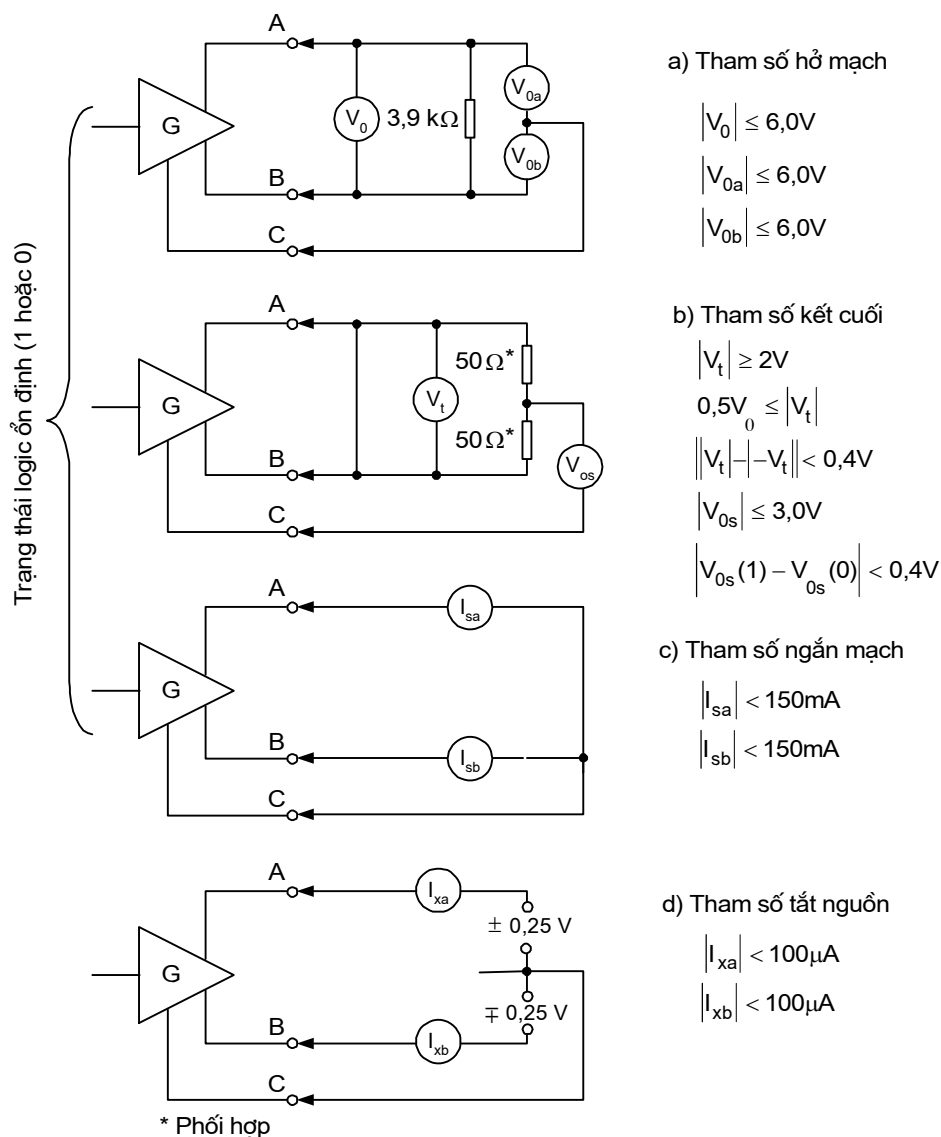 Trạng thái logic ổn định (1 hoặc 0)
A
G
V₀
3,9 kΩ
V₀ₐ
V₀b
B
C
a) Tham số hở mạch
|V₀| ≤ 6,0V
|V₀ₐ| ≤ 6,0V
|V₀b| ≤ 6,0V
A
G
Vₜ
50Ω*
50Ω*
Vₒₛ
B
C
b) Tham số kết cuối
|Vₜ| ≥ 2V
0,5V₀ ≤ |Vₜ|
||Vₜ|-|-Vₜ|| < 0,4V
|V₀ₛ| ≤ 3,0V
|V₀ₛ(1) – V₀ₛ(0)| < 0,4V
A
G
Iₛₐ
B
Isb
C
c) Tham số ngắn mạch
|Iₛₐ| < 150mA
|Isb| < 150mA
A
G
Iₓₐ
± 0,25 V
∓ 0,25 V
B
Ixb
C
d) Tham số tắt nguồn
|Iₓₐ| < 100μA
|Ixb| < 100μA
* Phối hợp